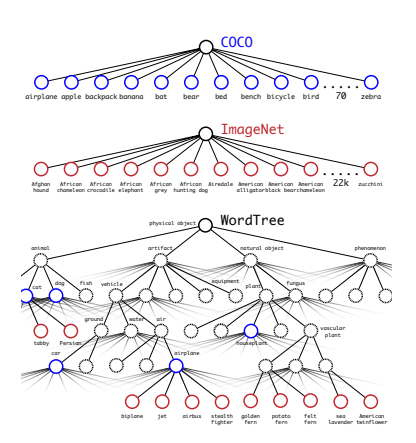 COCO
airplane apple backpack banana bat bear bed bench bicycle bird 70 zebra
ImageNet
Afghan hound
African chameleon
African crocodile
African elephant
African grey
African hunting dog
Airedale
American alligator
American black bear
American chameleon
22k
zucchini
physical object WordTree
animal artifact natural object phenomenon
cat dog fish vehicle equipment plant fungus
ground water air
tabby Persian houseplant vascular plant
car airplane
biplane jet airbus stealth fighter golden fern potato fern felt fern sea lavender American twinflower